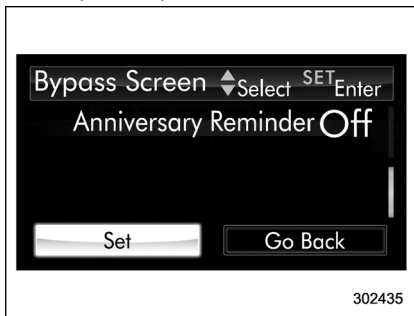 Bypass Screen Select SET Enter
Anniversary Reminder Off
Set Go Back
302435